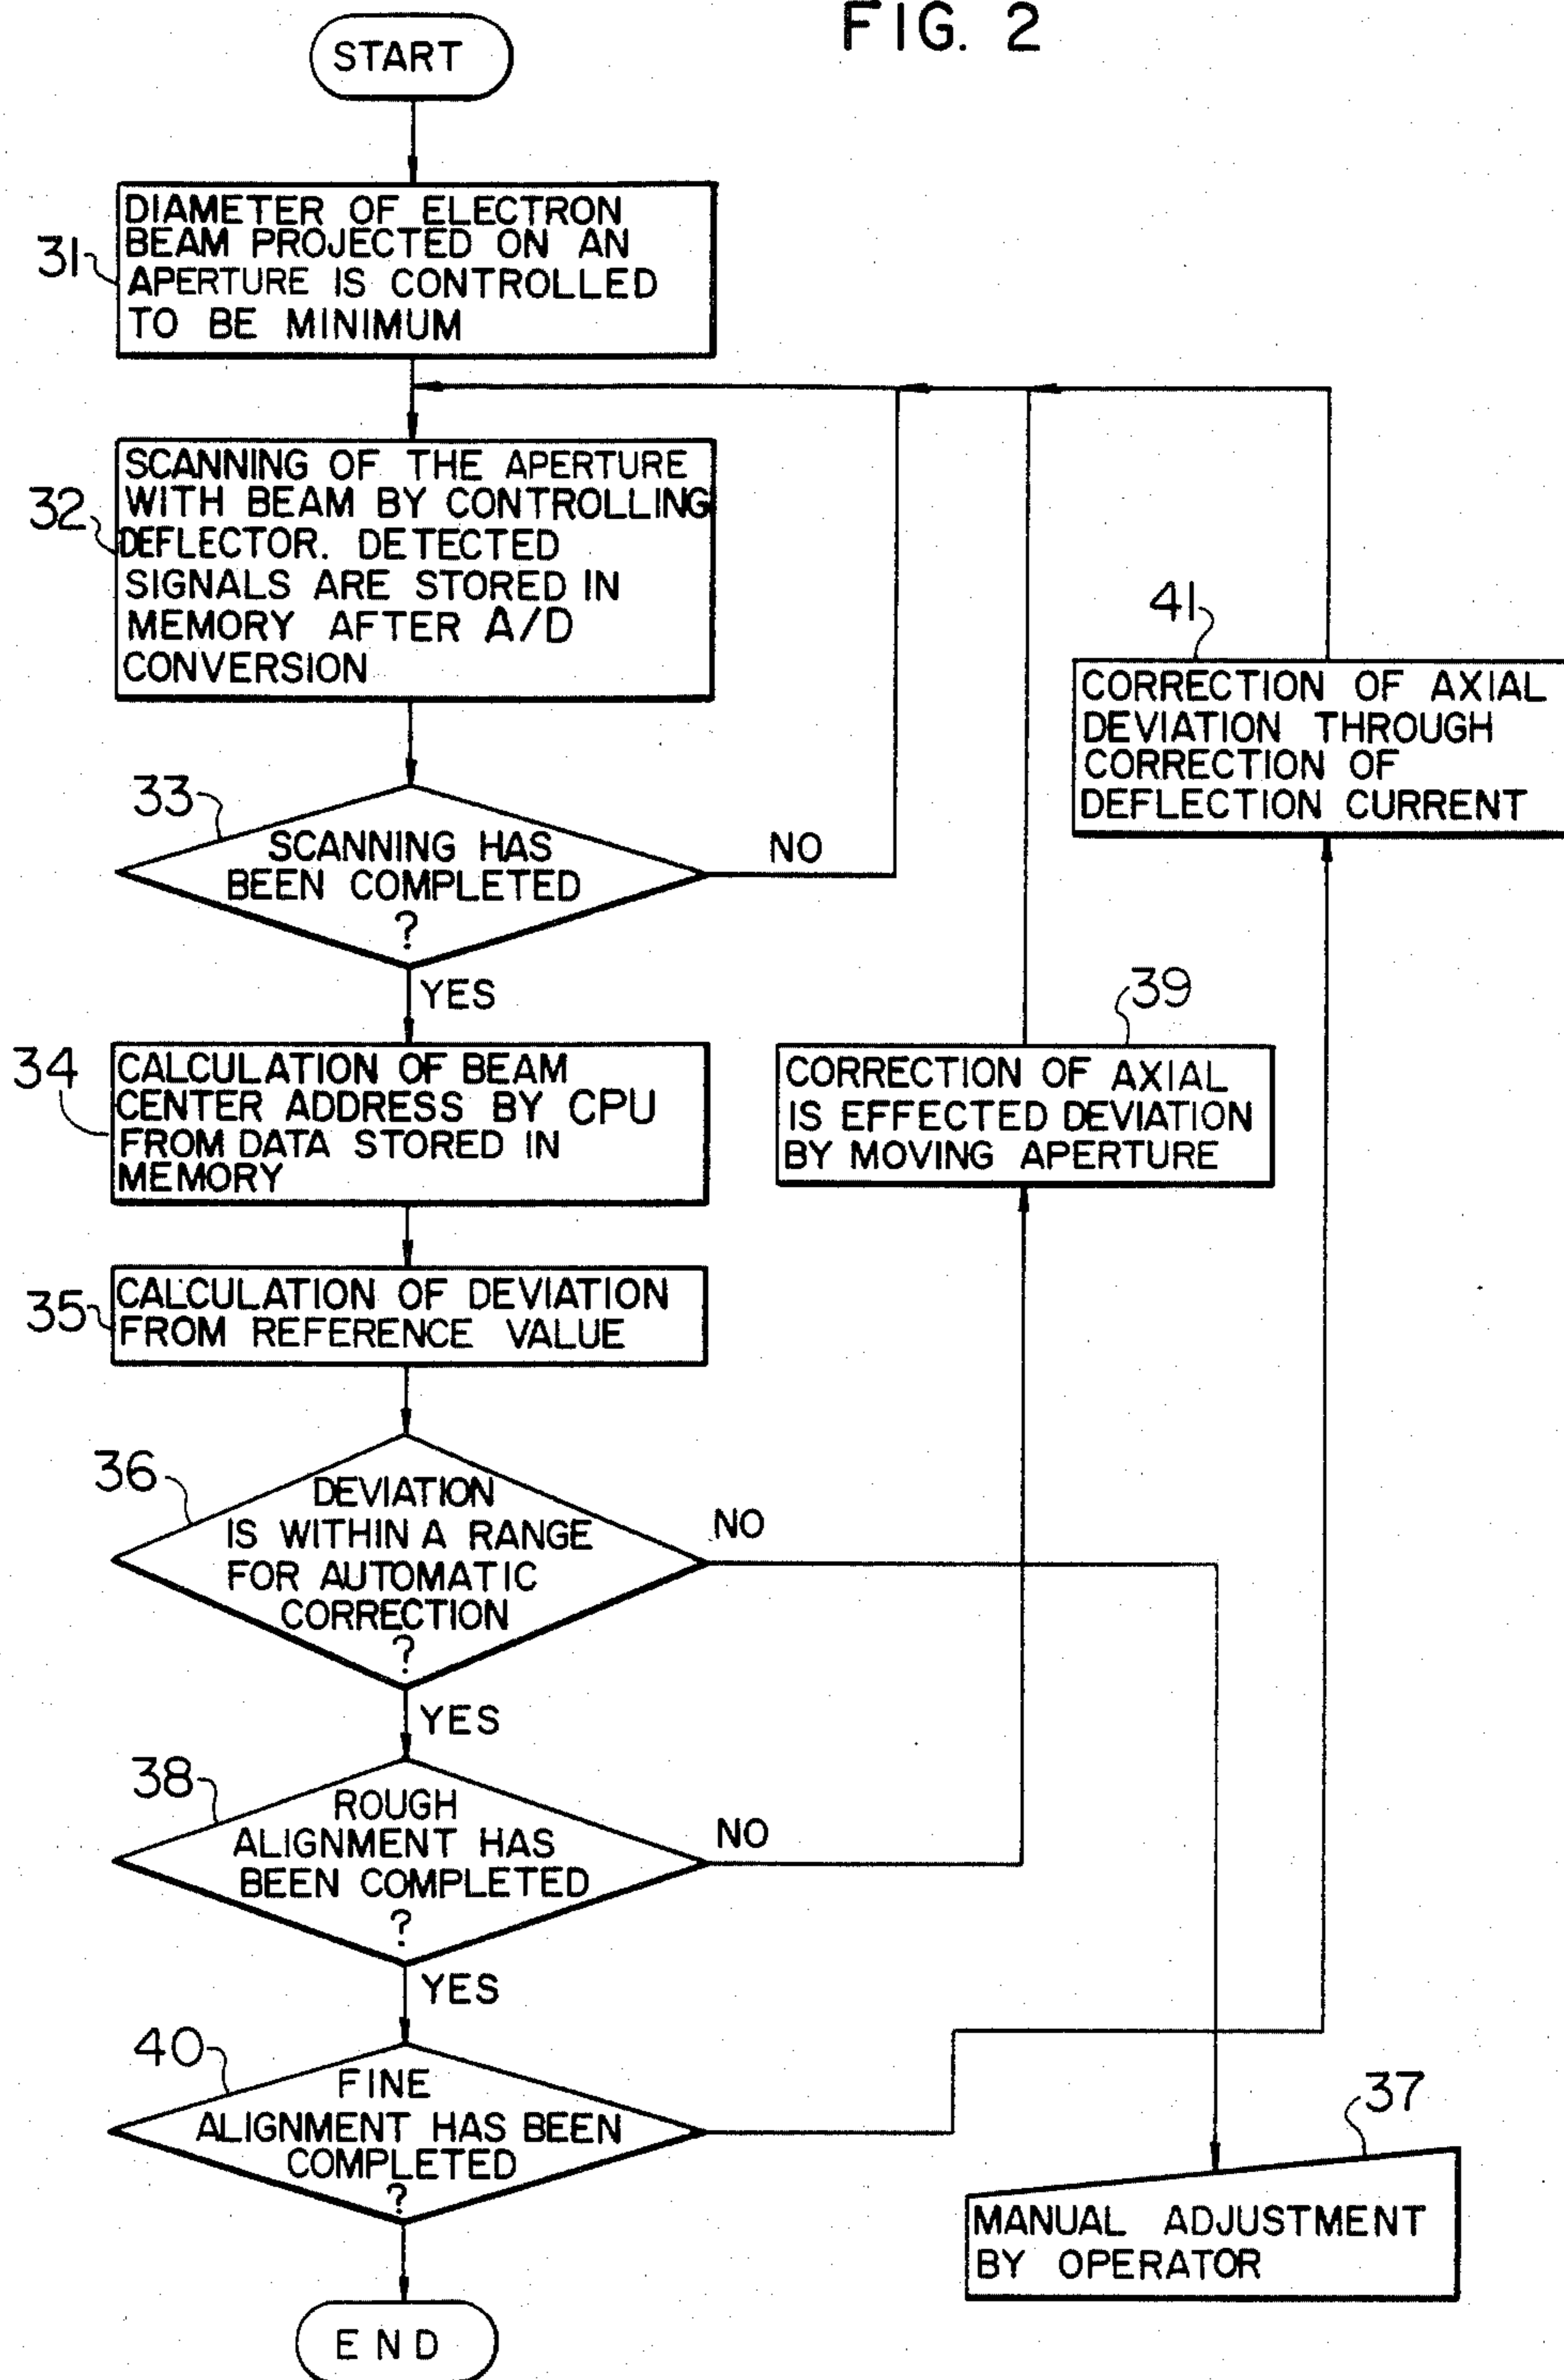 FIG. 2
START
31
DIAMETER OF ELECTRON
BEAM PROJECTED ON AN
APERTURE IS CONTROLLED
TO BE MINIMUM
32
SCANNING OF THE APERTURE
WITH BEAM BY CONTROLLING
DEFLECTOR. DETECTED
SIGNALS ARE STORED IN
MEMORY AFTER A/D
CONVERSION
41
CORRECTION OF AXIAL
DEVIATION THROUGH
CORRECTION OF
DEFLECTION CURRENT
33
SCANNING HAS
BEEN COMPLETED
?
NO
YES
34
CALCULATION OF BEAM
CENTER ADDRESS BY CPU
FROM DATA STORED IN
MEMORY
39
CORRECTION OF AXIAL
IS EFFECTED DEVIATION
BY MOVING APERTURE
35
CALCULATION OF DEVIATION
FROM REFERENCE VALUE
36
DEVIATION
IS WITHIN A RANGE
FOR AUTOMATIC
CORRECTION
?
NO
YES
38
ROUGH
ALIGNMENT HAS
BEEN COMPLETED
?
NO
YES
40
FINE
ALIGNMENT HAS BEEN
COMPLETED
?
37
MANUAL ADJUSTMENT
BY OPERATOR
END